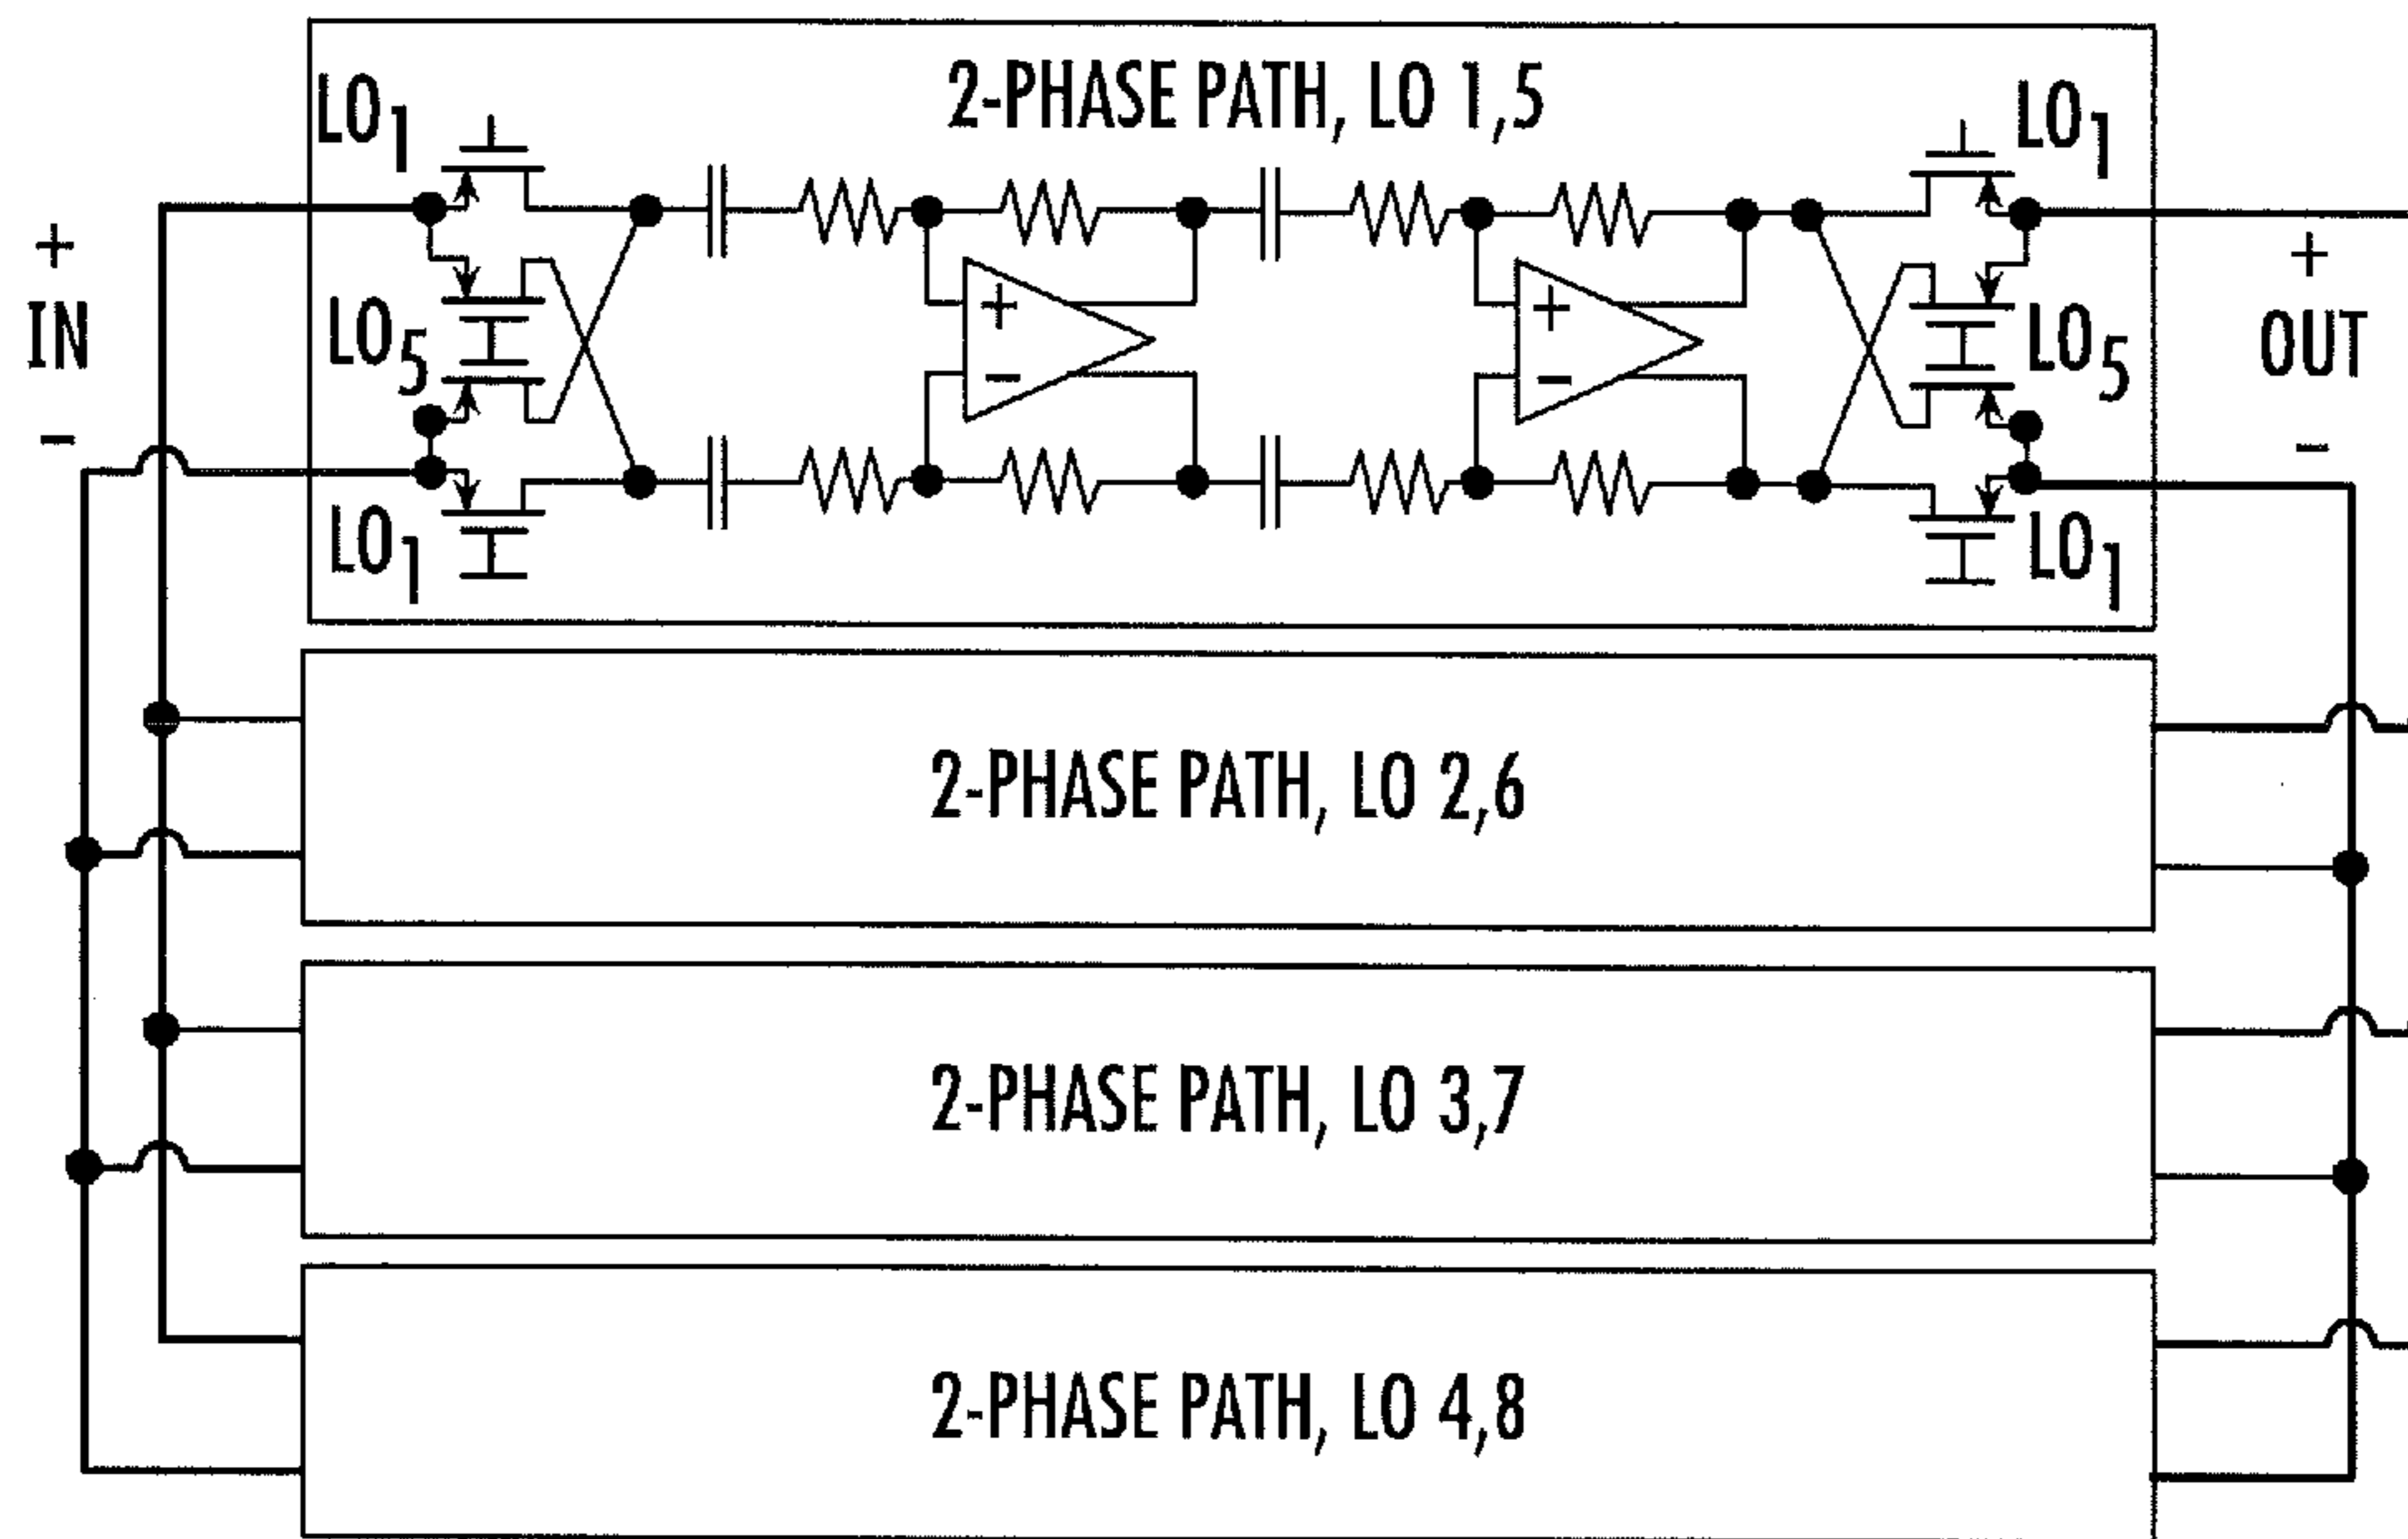 2-PHASE PATH, LO 1,5
LO1
LO1
+
IN
-
LO5
LO1
+
-
+
-
+
OUT
-
LO5
LO1
2-PHASE PATH, LO 2,6
2-PHASE PATH, LO 3,7
2-PHASE PATH, LO 4,8